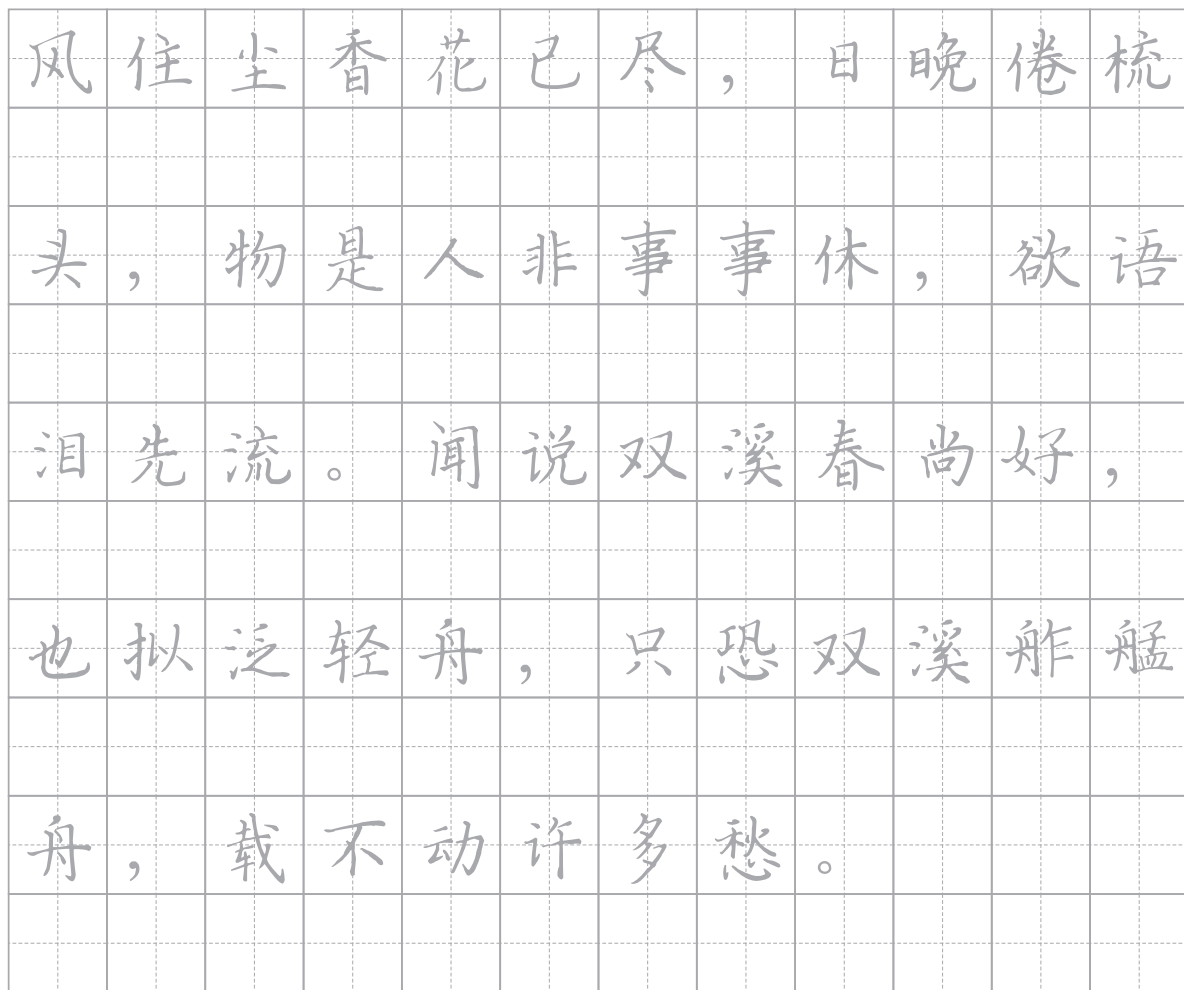 风住尘香花已尽，日晚倦梳
头，物是人非事事休，欲语
泪先流。闻说双溪春尚好，
也拟泛轻舟，只恐双溪舴艋
舟，载不动许多愁。